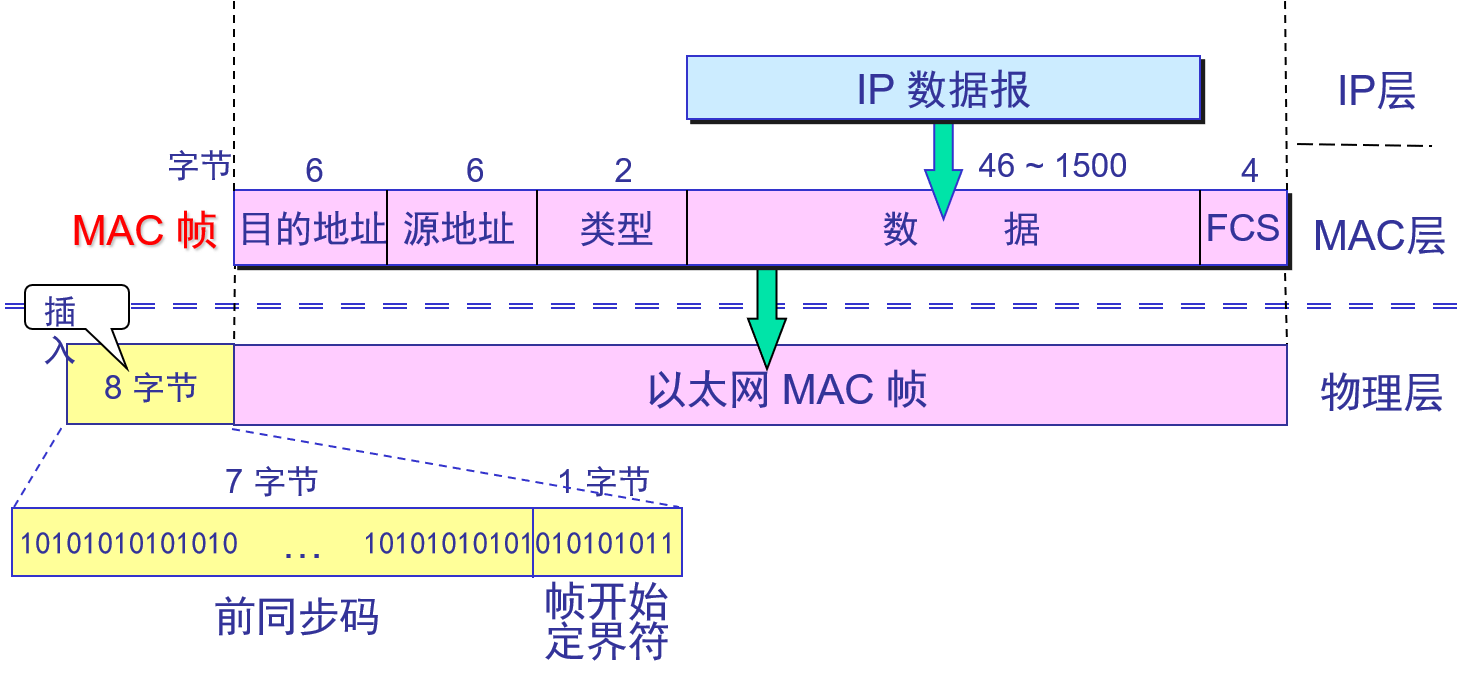 IP 数据报
IP层
字节
6
6
2
46 ~ 1500
4
MAC 帧
目的地址
源地址
类型
数 据
FCS
MAC层
插
入
8 字节
以太网 MAC 帧
物理层
7 字节
1 字节
10101010101010
…
10101010101010101011
前同步码
帧开始
定界符